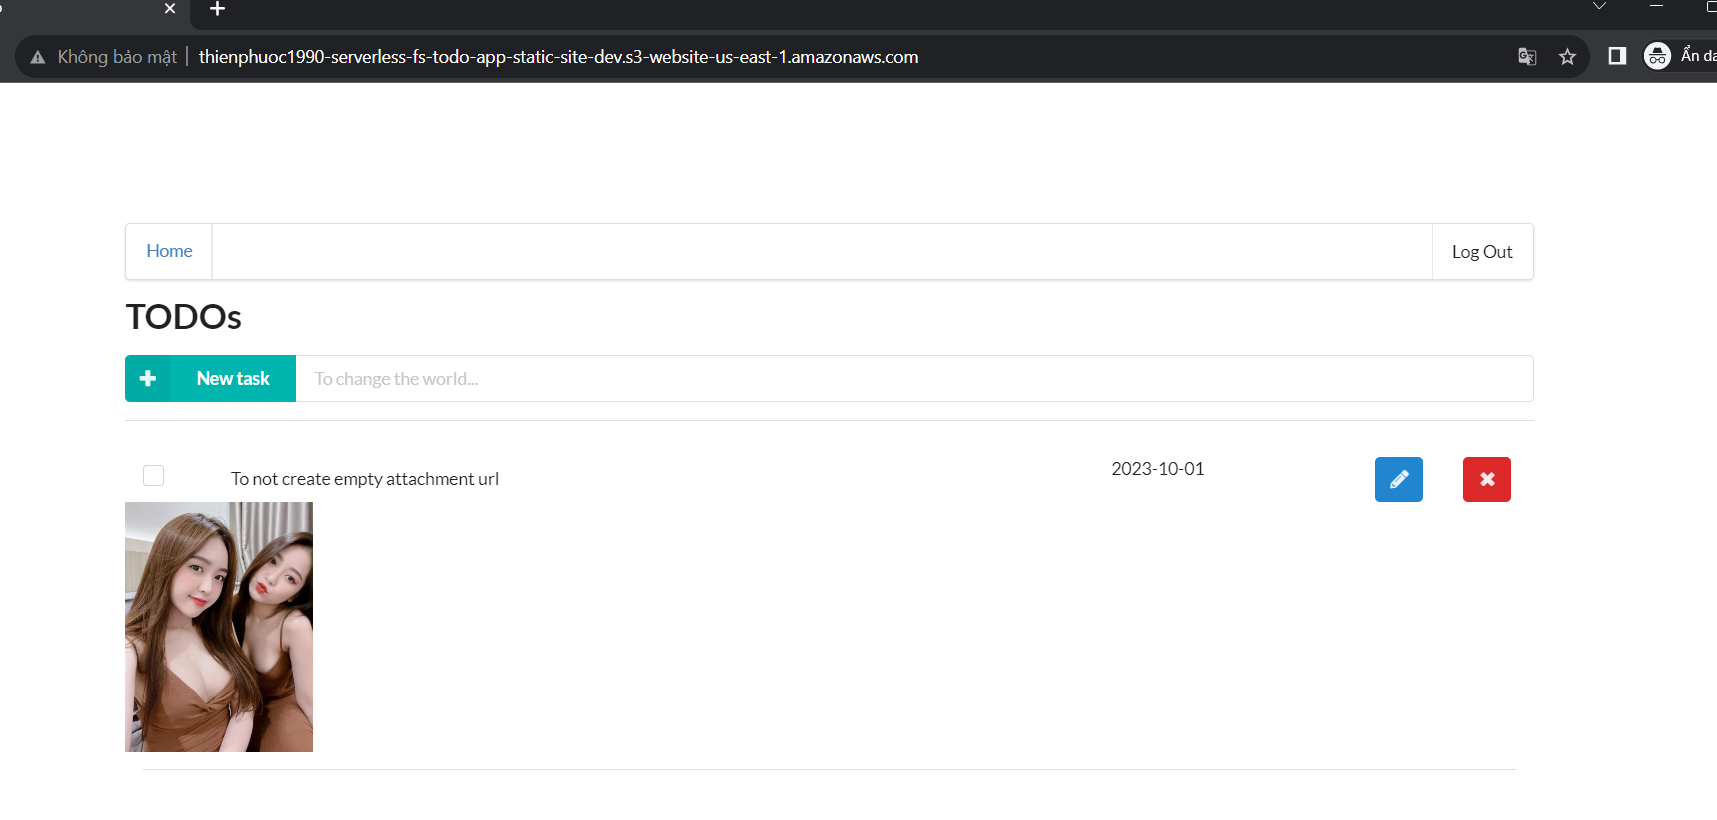 Không bảo mật
thienphuoc1990-serverless-fs-todo-app-static-site-dev.s3-website-us-east-1.amazonaws.com
Ẩn da
Home
Log Out
TODOs
New task
To change the world...
To not create empty attachment url
2023-10-01